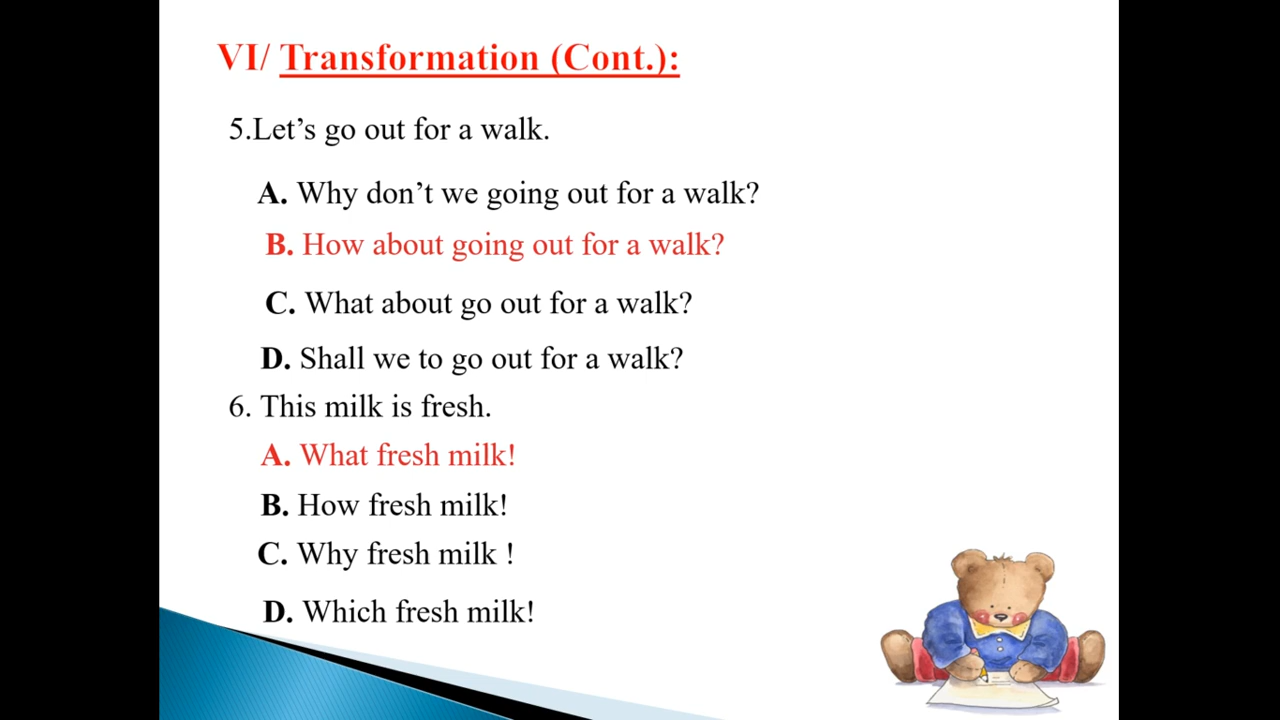 VI/ Transformation (Cont.):
5.Let’s go out for a walk.
A. Why don’t we going out for a walk?
B. How about going out for a walk?
C. What about go out for a walk?
D. Shall we to go out for a walk?
6. This milk is fresh.
A. What fresh milk!
B. How fresh milk!
C. Why fresh milk !
D. Which fresh milk!